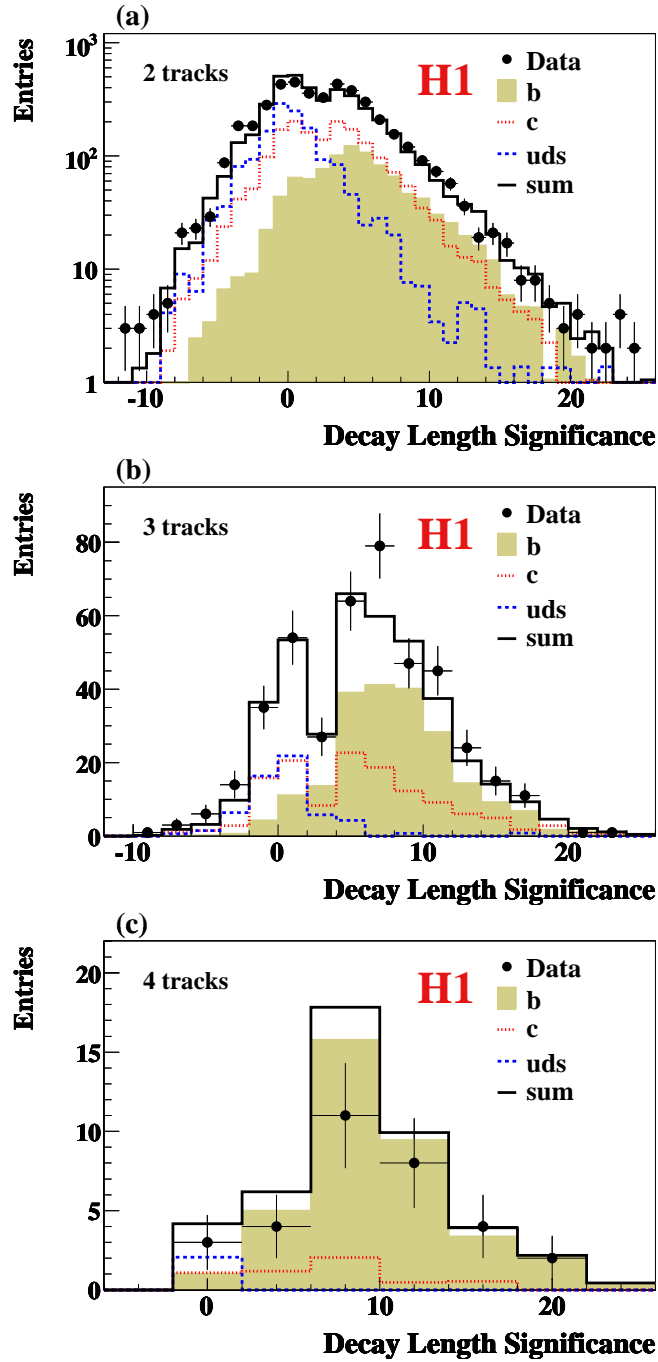 (a)
Entries
10³
10²
10
1
2 tracks
H1
Data
b
c
uds
sum
-10 0 10 20
Decay Length Significance
(b)
Entries
80
60
40
20
0
3 tracks
H1
Data
b
c
uds
sum
-10 0 10 20
Decay Length Significance
(c)
Entries
20
15
10
5
0
4 tracks
H1
Data
b
c
uds
sum
0 10 20
Decay Length Significance